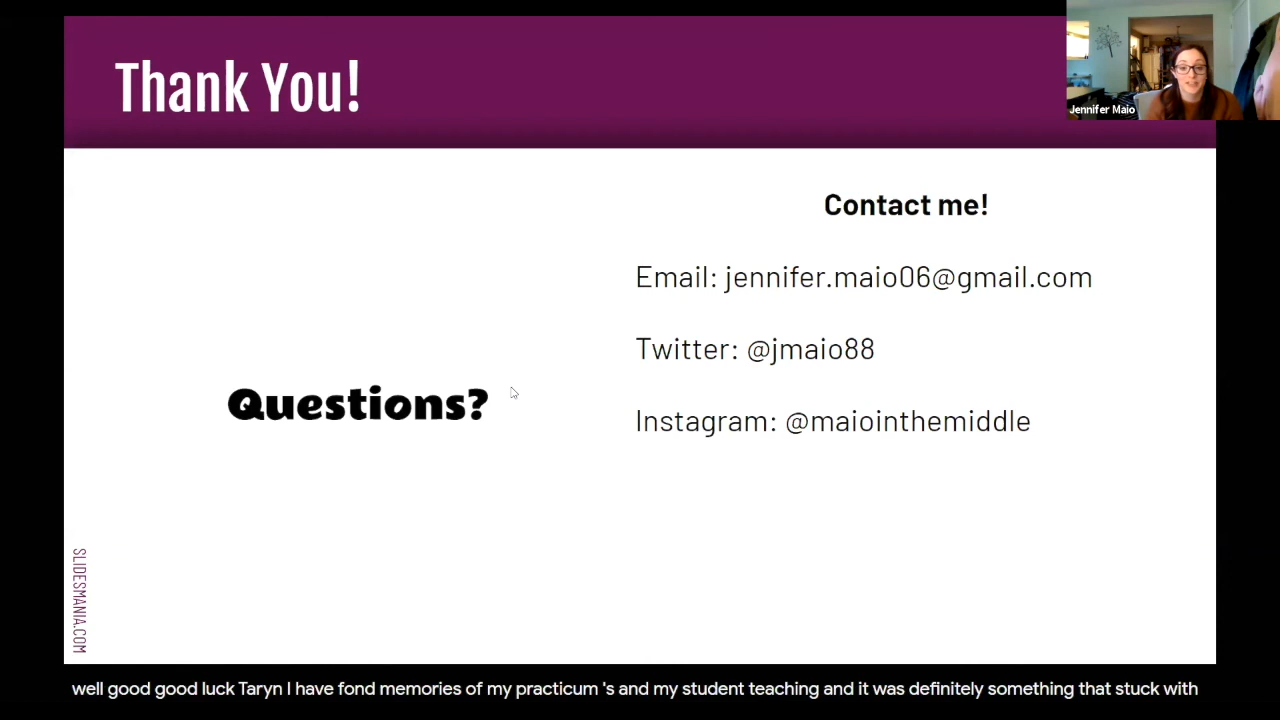 Thank You!
Jennifer Maio
Contact me!
Email: jennifer.maio06@gmail.com
Twitter: @jmaio88
Questions?
Instagram: @maiointhemiddle
SLIDESMANIA.COM
well good good luck Taryn I have fond memories of my practicum 's and my student teaching and it was definitely something that stuck with